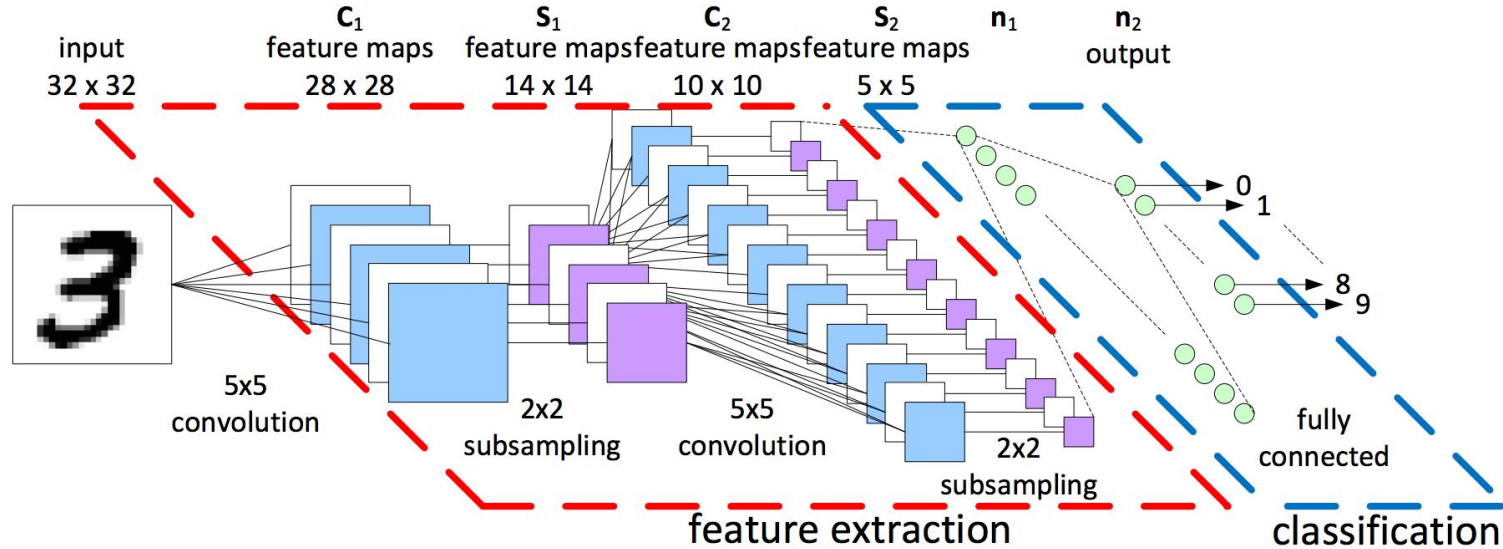 input
32 x 32
C₁
feature maps
28 x 28
S₁
feature maps
14 x 14
C₂
feature maps
10 x 10
S₂
feature maps
5 x 5
n₁
n₂
output
3
0
1
8
9
5x5
convolution
2x2
subsampling
5x5
convolution
2x2
subsampling
fully
connected
feature extraction
classification